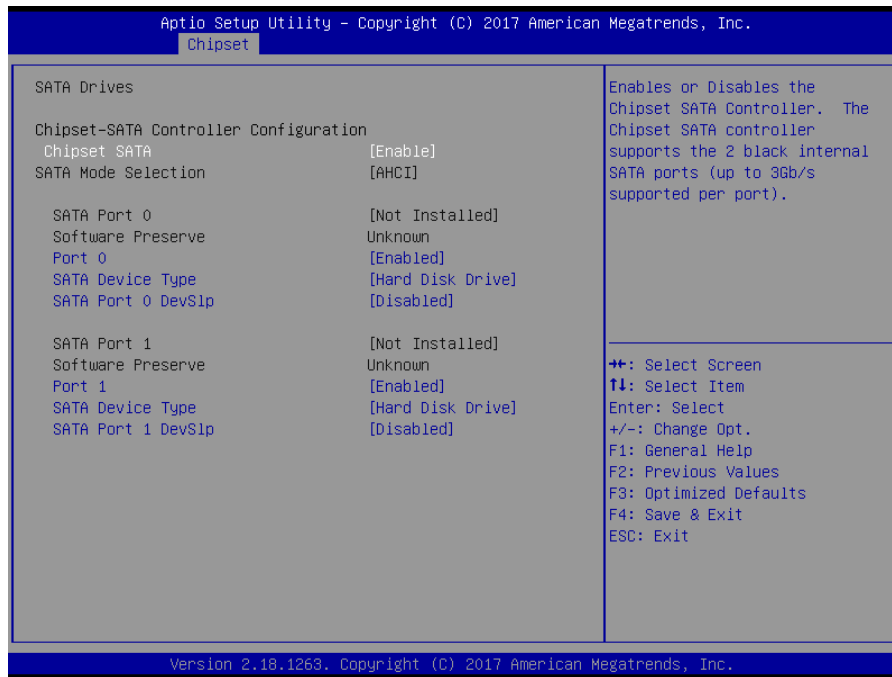 Aptio Setup Utility – Copyright (C) 2017 American Megatrends, Inc.
Chipset
SATA Drives
Chipset-SATA Controller Configuration
Chipset SATA [Enable]
SATA Mode Selection [AHCI]
SATA Port 0 [Not Installed]
Software Preserve Unknown
Port 0 [Enabled]
SATA Device Type [Hard Disk Drive]
SATA Port 0 DevSlp [Disabled]
SATA Port 1 [Not Installed]
Software Preserve Unknown
Port 1 [Enabled]
SATA Device Type [Hard Disk Drive]
SATA Port 1 DevSlp [Disabled]
Enables or Disables the
Chipset SATA Controller. The
Chipset SATA controller
supports the 2 black internal
SATA ports (up to 3Gb/s
supported per port).
→←: Select Screen
↑↓: Select Item
Enter: Select
+/-: Change Opt.
F1: General Help
F2: Previous Values
F3: Optimized Defaults
F4: Save & Exit
ESC: Exit
Version 2.18.1263. Copyright (C) 2017 American Megatrends, Inc.